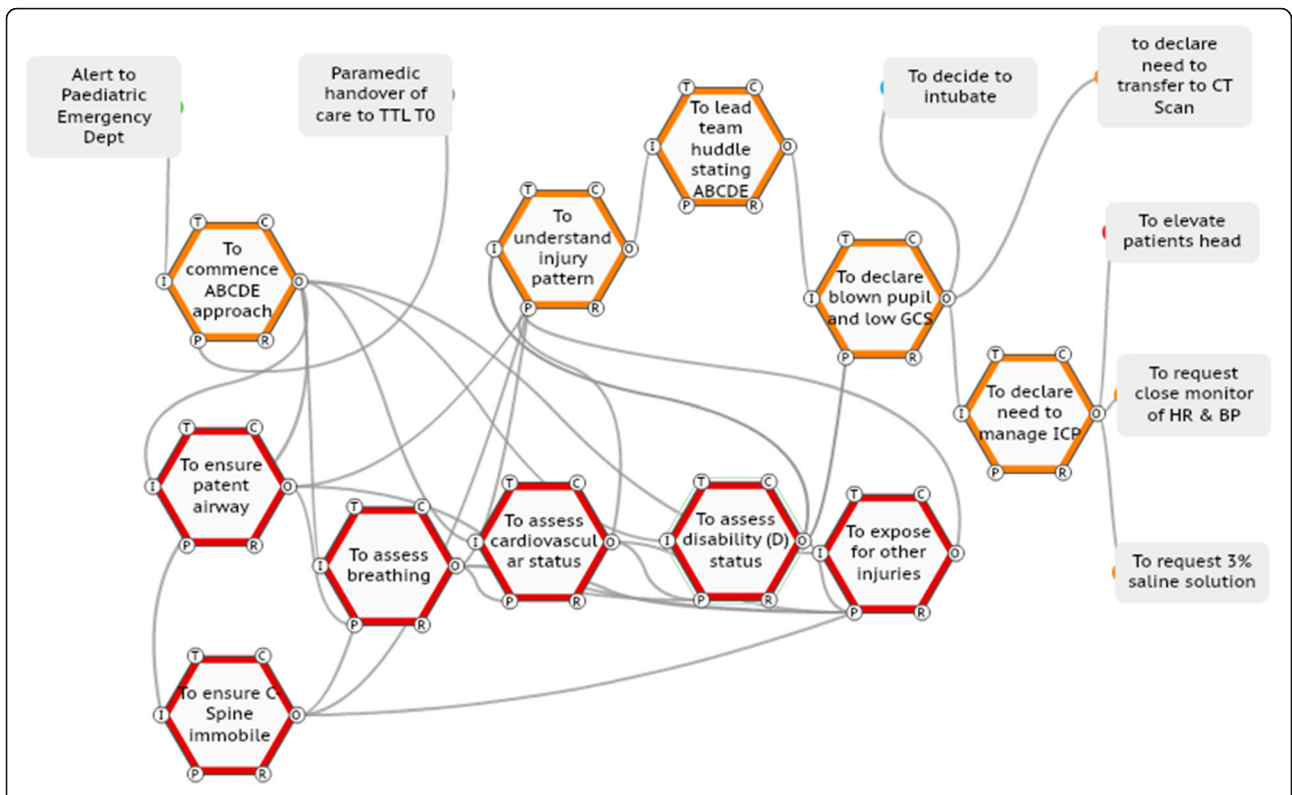 Alert to
Paediatric
Emergency
Dept
Paramedic
handover of
care to TTL T0
T C
I To lead
team
huddle
stating
ABCDE O
P R
To decide to
intubate
to declare
need to
transfer to CT
Scan
T C
I To
commence
ABCDE
approach O
P R
T C
I To
understand
injury
pattern O
P R
T C
I To declare
blown pupil
and low GCS O
P R
To elevate
patients head
T C
I To declare
need to
manage ICP O
P R
To request
close monitor
of HR & BP
To request 3%
saline solution
T C
I To ensure
patent
airway O
P R
T C
I To assess
breathing O
P R
T C
I To assess
cardiovascul
ar status O
P R
T C
I To assess
disability (D)
status O
P R
T C
I To expose
for other
injuries O
P R
T C
I To ensure C-
Spine
immobile O
P R